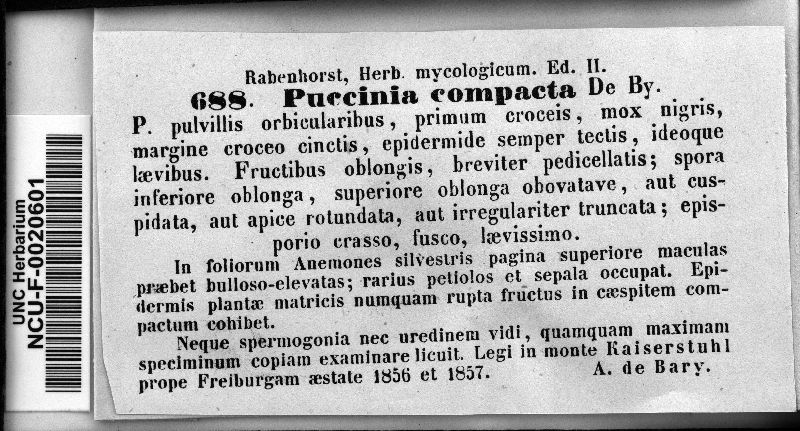 Rabenhorst, Herb. mycologicum. Ed. II.
688. Puccinia compacta De By.
P. pulvillis orbicularibus, primum croceis, mox nigris,
margine croceo cinctis, epidermide semper tectis, ideoque
lævibus. Fructibus oblongis, breviter pedicellatis; spora
inferiore oblonga, superiore oblonga obovatave, aut cus-
pidata, aut apice rotundata, aut irregulariter truncata; epis-
porio crasso, fusco, lævissimo.
In foliorum Anemones silvestris pagina superiore maculas
præbet bulloso-elevatas; rarius petiolos et sepala occupat. Epi-
dermis plantæ matricis numquam rupta fructus in cæspitem com-
pactum cohibet.
Neque spermogonia nec uredinem vidi, quamquam maximam
speciminum copiam examinare licuit. Legi in monte Kaiserstuhl
prope Freiburgam æstate 1856 et 1857. A. de Bary.
UNC Herbarium
NCU-F-0020601